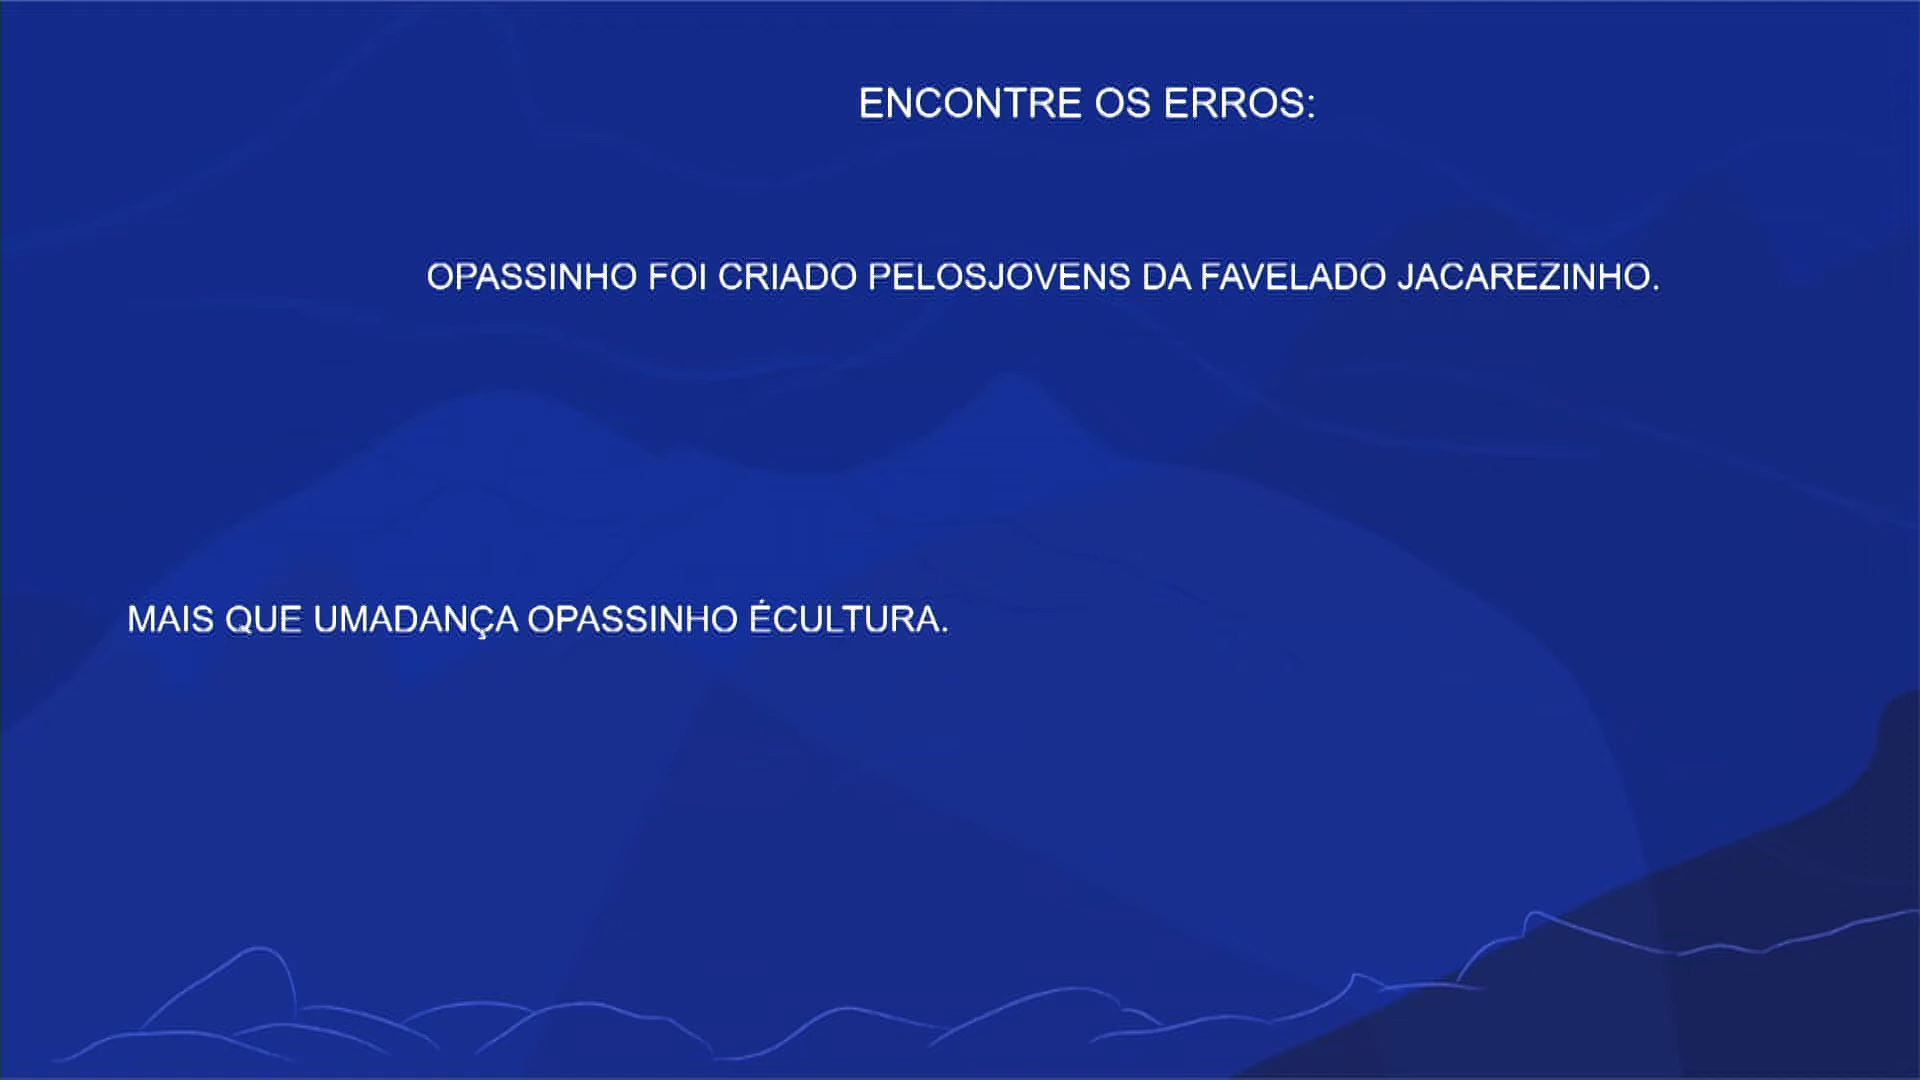 ENCONTRE OS ERROS:
OPASSINHO FOI CRIADO PELOSJOVENS DA FAVELADO JACAREZINHO.
MAIS QUE UMADANÇA OPASSINHO ÉCULTURA.